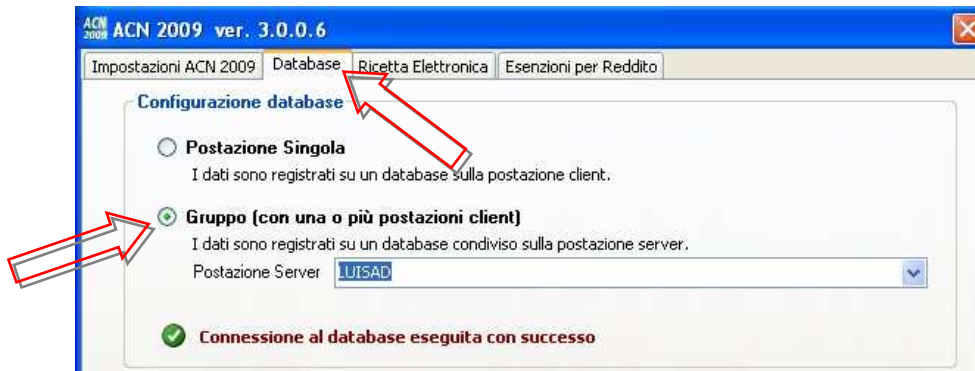 ACN 2009 ACN 2009 ver. 3.0.0.6
Impostazioni ACN 2009 Database Ricetta Elettronica Esenzioni per Reddito
Configurazione database
Postazione Singola
I dati sono registrati su un database sulla postazione client.
Gruppo (con una o più postazioni client)
I dati sono registrati su un database condiviso sulla postazione server.
Postazione Server LUISAD
Connessione al database eseguita con successo